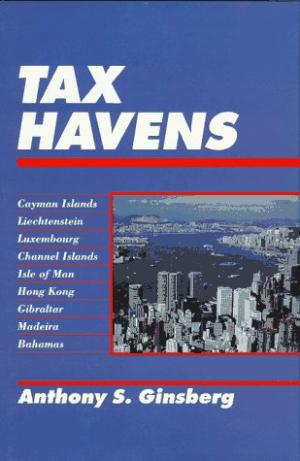 TAX
HAVENS
Cayman Islands
Liechtenstein
Luxembourg
Channel Islands
Isle of Man
Hong Kong
Gibraltar
Madeira
Bahamas
Anthony S. Ginsberg